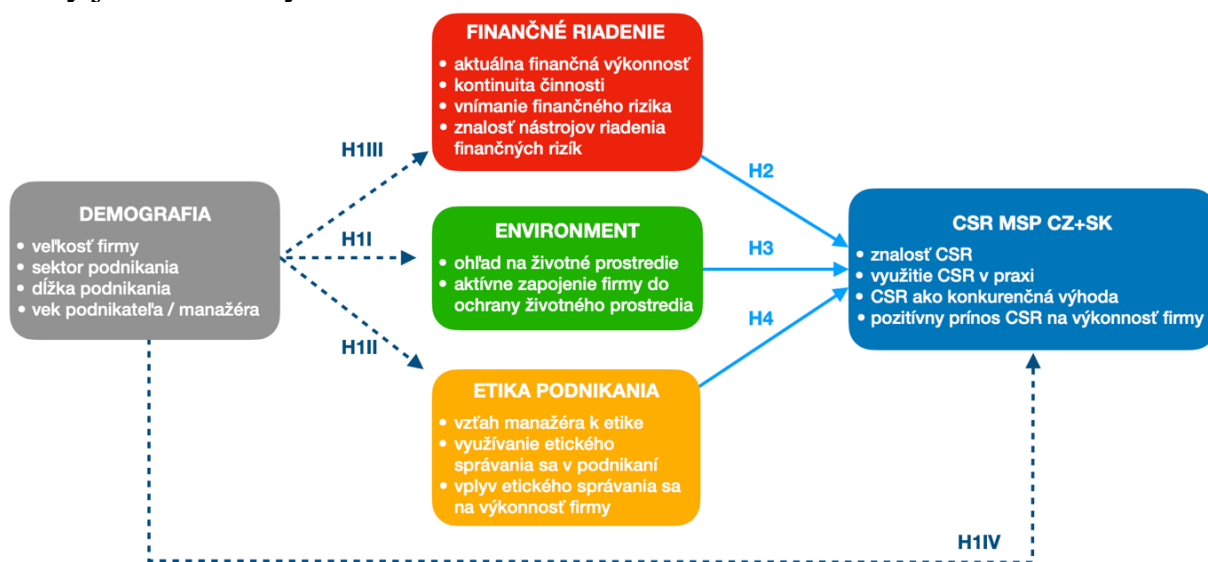 FINANČNÉ RIADENIE
• aktuálna finančná výkonnosť
• kontinuita činnosti
• vnímanie finančného rizika
• znalosť nástrojov riadenia
finančných rizík
H1III
H2
DEMOGRAFIA
• veľkosť firmy
• sektor podnikania
• dĺžka podnikania
• vek podnikateľa / manažéra
H1I
ENVIRONMENT
• ohľad na životné prostredie
• aktívne zapojenie firmy do
ochrany životného prostredia
H3
CSR MSP CZ+SK
• znalosť CSR
• využitie CSR v praxi
• CSR ako konkurenčná výhoda
• pozitívny prínos CSR na výkonnosť firmy
H1II
H4
ETIKA PODNIKANIA
• vzťah manažéra k etike
• využívanie etického
správania sa v podnikaní
• vplyv etického správania sa
na výkonnosť firmy
H1IV